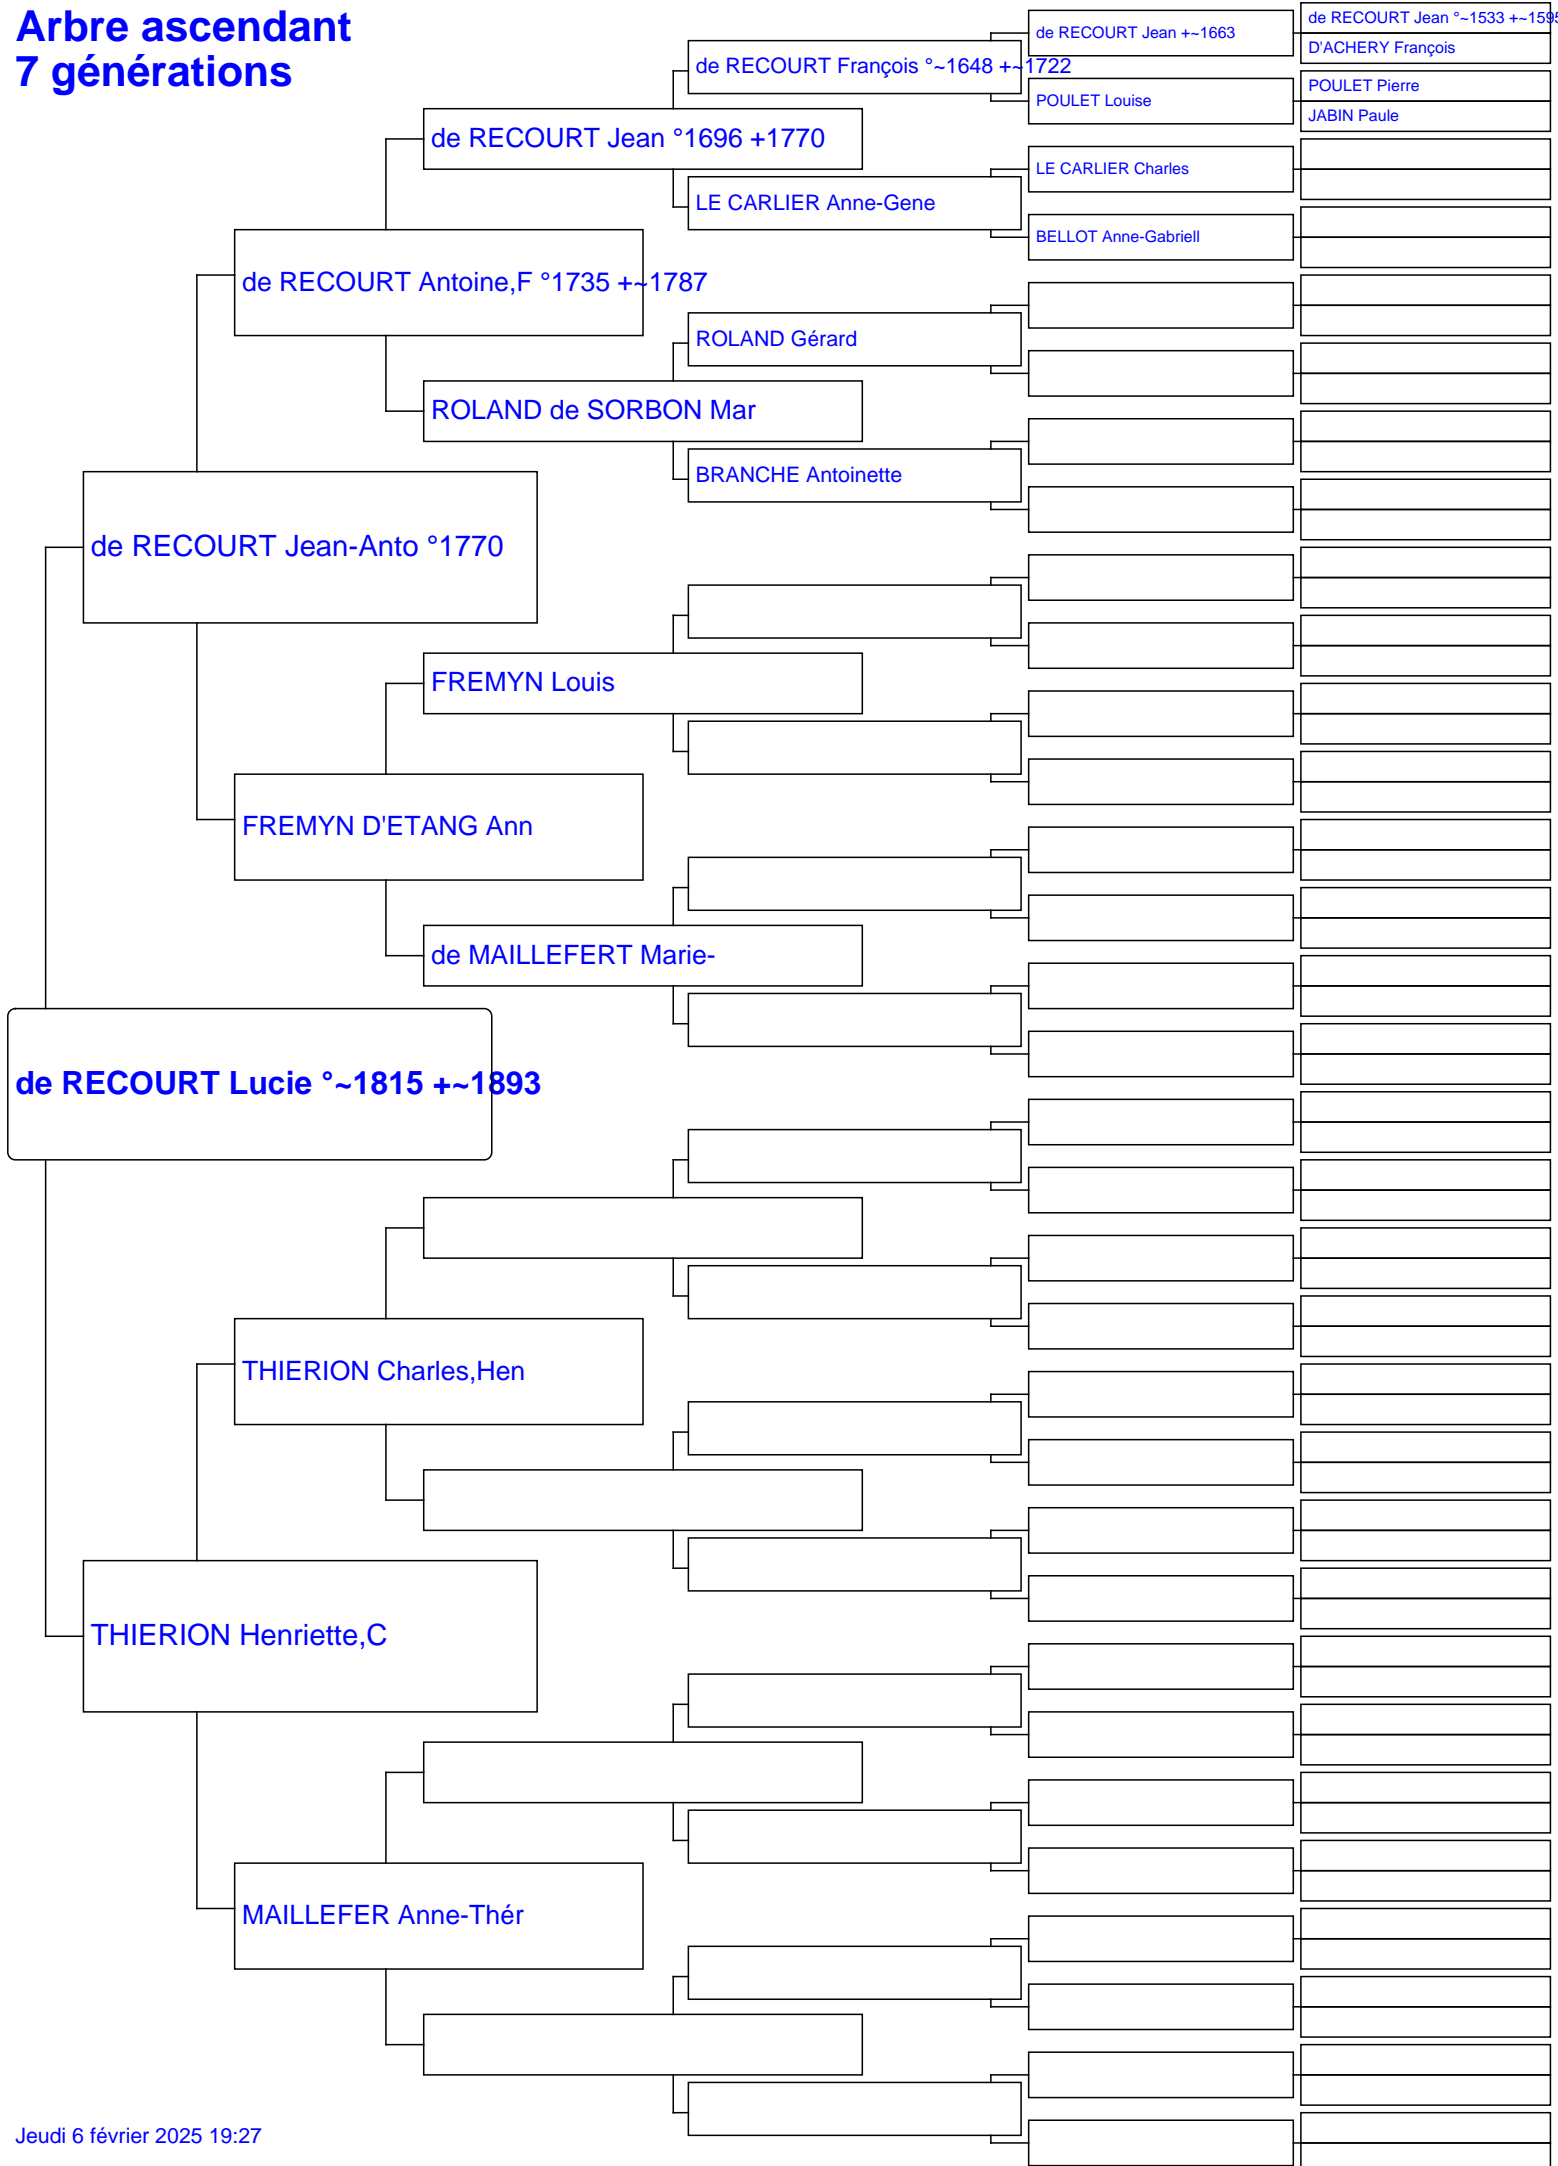 Arbre ascendant
7 générations
de RECOURT Jean °~1533 +~1595
de RECOURT Jean +~1663
D'ACHERY François
de RECOURT François °~1648 +~1722
POULET Pierre
POULET Louise
JABIN Paule
de RECOURT Jean °1696 +1770
LE CARLIER Charles
LE CARLIER Anne-Gene
BELLOT Anne-Gabriell
de RECOURT Antoine,F °1735 +~1787
ROLAND Gérard
ROLAND de SORBON Mar
BRANCHE Antoinette
de RECOURT Jean-Anto °1770
FREMYN Louis
FREMYN D'ETANG Ann
de MAILLEFERT Marie-
de RECOURT Lucie °~1815 +~1893
THIERION Charles,Hen
THIERION Henriette,C
MAILLEFER Anne-Thér
Jeudi 6 février 2025 19:27